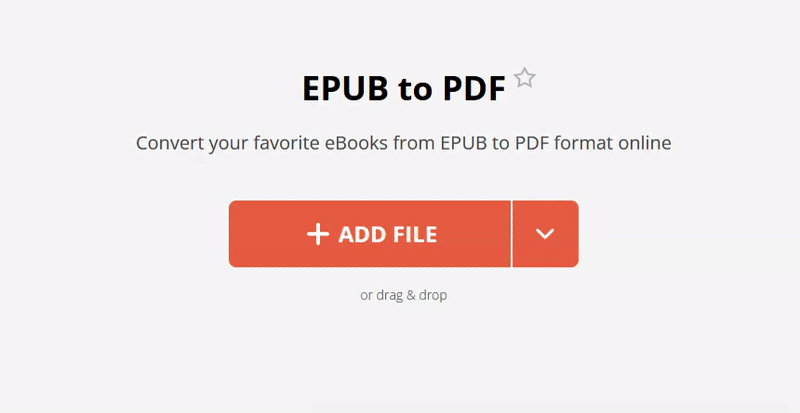 EPUB to PDF
Convert your favorite eBooks from EPUB to PDF format online
ADD FILE
or drag & drop